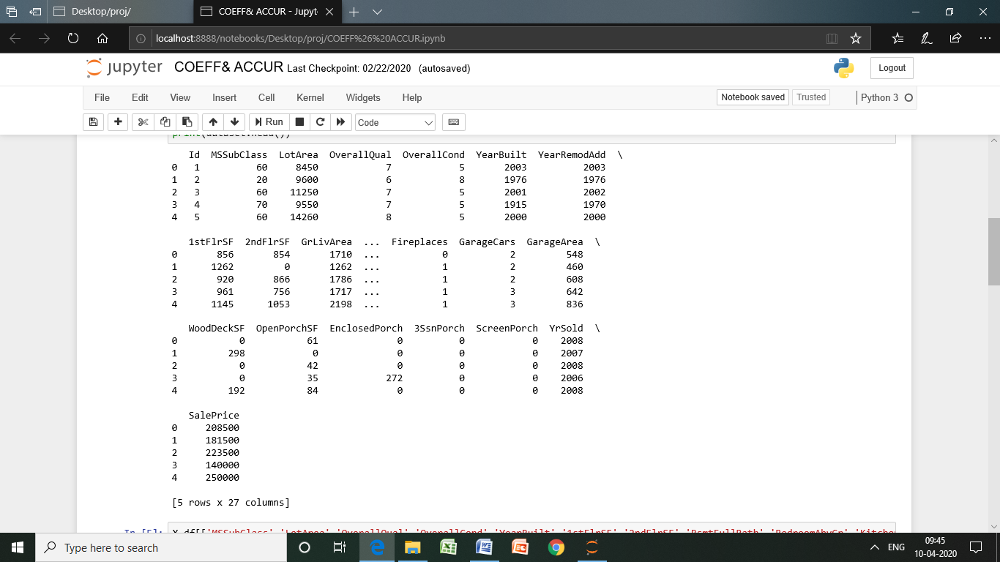 Desktop/proj/
COEFF& ACCUR - Jupyt
localhost:8888/notebooks/Desktop/proj/COEFF%26%20ACCUR.ipynb
jupyter COEFF& ACCUR Last Checkpoint: 02/22/2020 (autosaved)
Logout
File Edit View Insert Cell Kernel Widgets Help
Notebook saved Trusted Python 3
Run Code
print(dataset.head())
Id MSSubClass LotArea OverallQual OverallCond YearBuilt YearRemodAdd \
0 1 60 8450 7 5 2003 2003
1 2 20 9600 6 8 1976 1976
2 3 60 11250 7 5 2001 2002
3 4 70 9550 7 5 1915 1970
4 5 60 14260 8 5 2000 2000
1stFlrSF 2ndFlrSF GrLivArea ... Fireplaces GarageCars GarageArea \
0 856 854 1710 ... 0 2 548
1 1262 0 1262 ... 1 2 460
2 920 866 1786 ... 1 2 608
3 961 756 1717 ... 1 3 642
4 1145 1053 2198 ... 1 3 836
WoodDeckSF OpenPorchSF EnclosedPorch 3SsnPorch ScreenPorch YrSold \
0 0 61 0 0 0 2008
1 298 0 0 0 0 2007
2 0 42 0 0 0 2008
3 0 35 272 0 0 2006
4 192 84 0 0 0 2008
SalePrice
0 208500
1 181500
2 223500
3 140000
4 250000
[5 rows x 27 columns]
In [5]: X=df[['MSSubClass','LotArea','OverallQual','OverallCond','YearBuilt','1stFlrSF','2ndFlrSF','BsmtFullBath','BedroomAbvGr','Kitche
Type here to search
ENG
09:45
10-04-2020